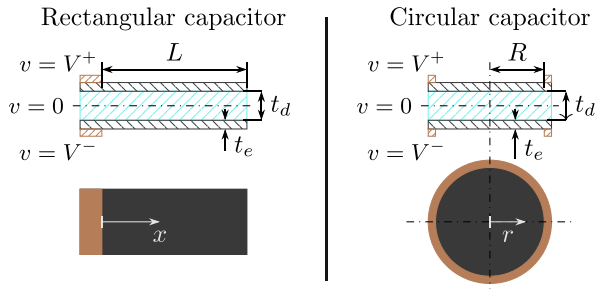 Rectangular capacitor
v = V⁺
L
v = 0
t_d
v = V⁻
t_e
x
Circular capacitor
v = V⁺
R
v = 0
t_d
v = V⁻
t_e
r